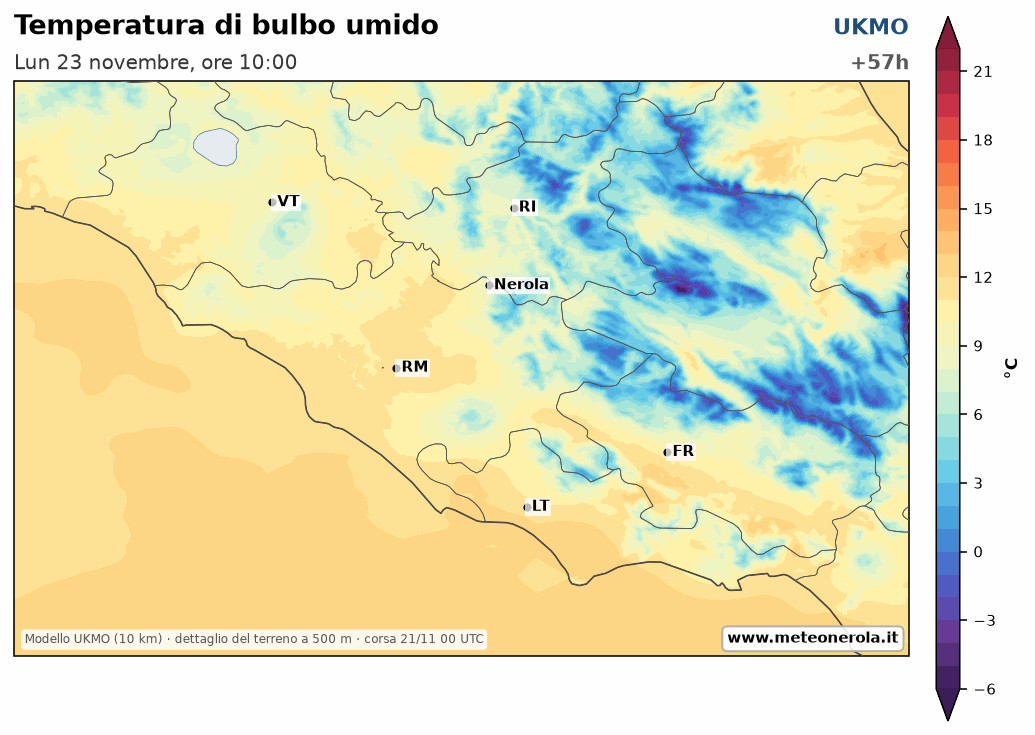 Temperatura di bulbo umido
UKMO
Lun 23 novembre, ore 10:00
+57h
VT
RI
Nerola
RM
FR
LT
Modello UKMO (10 km) · dettaglio del terreno a 500 m · corsa 21/11 00 UTC
www.meteonerola.it
21
18
15
12
9
6
3
0
−3
−6
°C